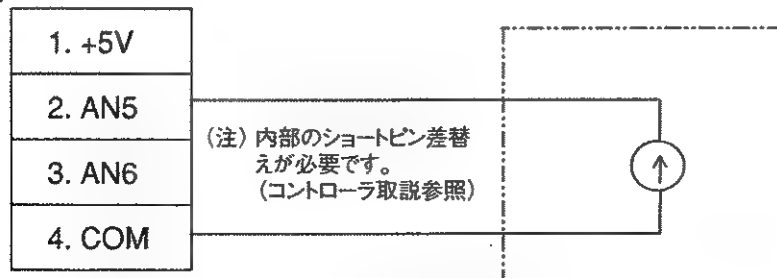 1. +5V
2. AN5
3. AN6
4. COM
(注) 内部のショートピン差替
えが必要です。
(コントローラ取説参照)